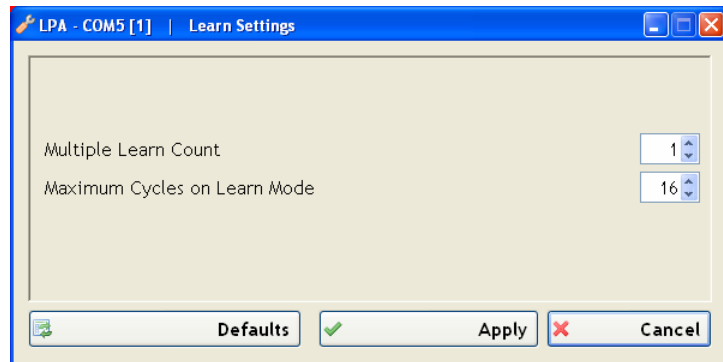 LPA - COM5 [1] | Learn Settings
Multiple Learn Count 1
Maximum Cycles on Learn Mode 16
Defaults Apply Cancel